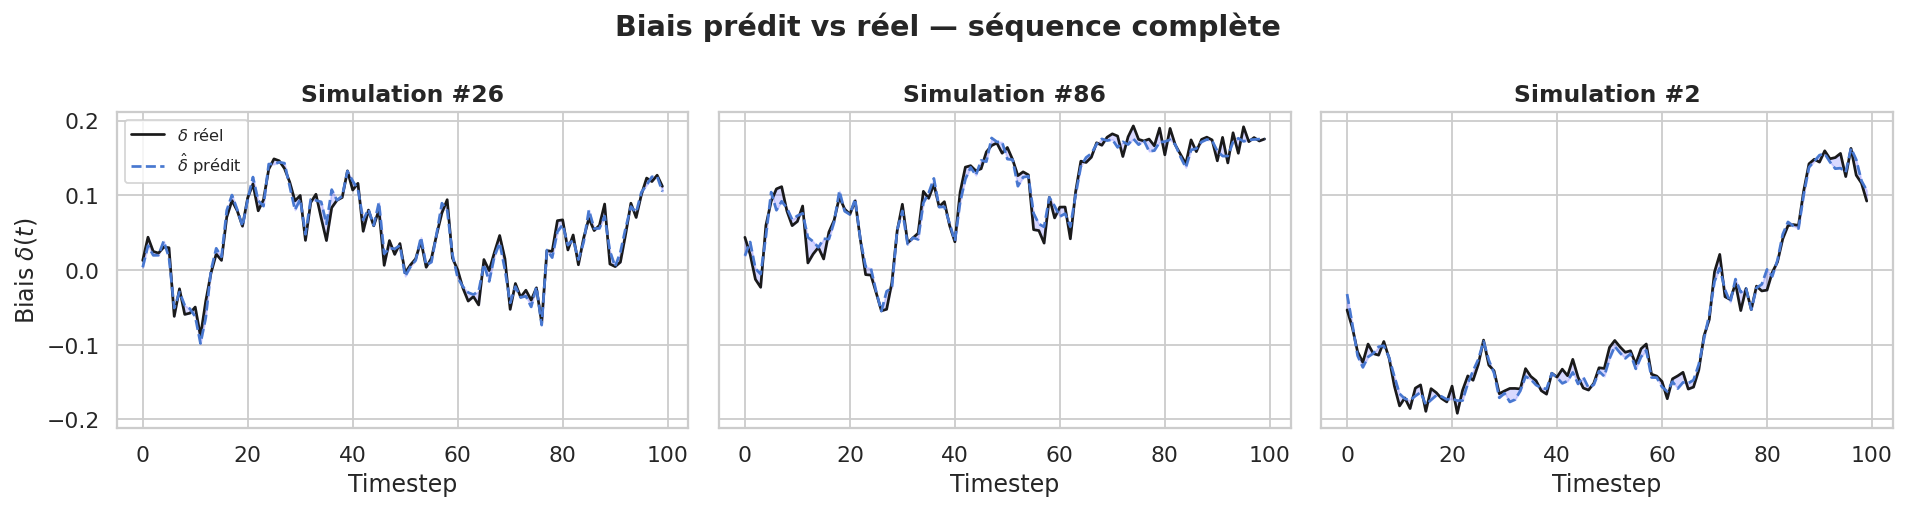 Biais prédit vs réel — séquence complète
Simulation #26
Simulation #86
Simulation #2
δ réel
δ̂ prédit
Biais δ(t)
0.2
0.1
0.0
−0.1
−0.2
0 20 40 60 80 100
0 20 40 60 80 100
0 20 40 60 80 100
Timestep
Timestep
Timestep